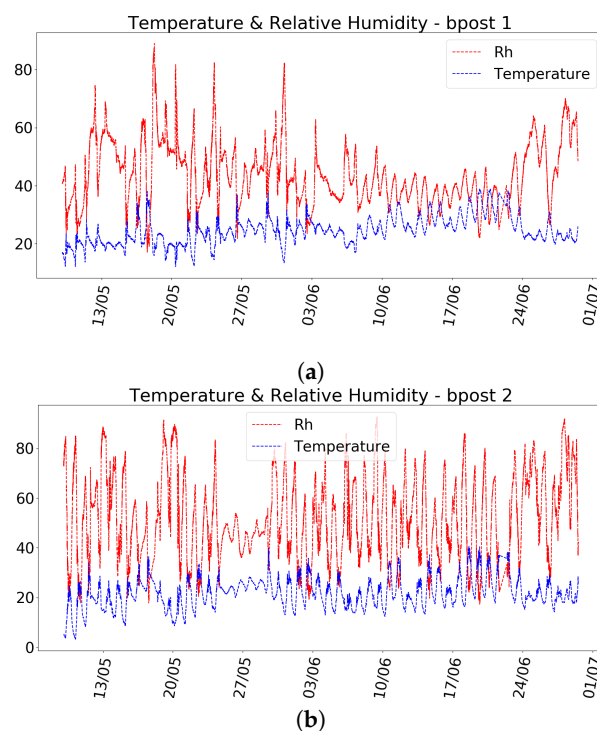 Temperature & Relative Humidity - bpost 1
Rh
Temperature
80
60
40
20
13/05 20/05 27/05 03/06 10/06 17/06 24/06 01/07
(a)
Temperature & Relative Humidity - bpost 2
Rh
Temperature
80
60
40
20
0
13/05 20/05 27/05 03/06 10/06 17/06 24/06 01/07
(b)